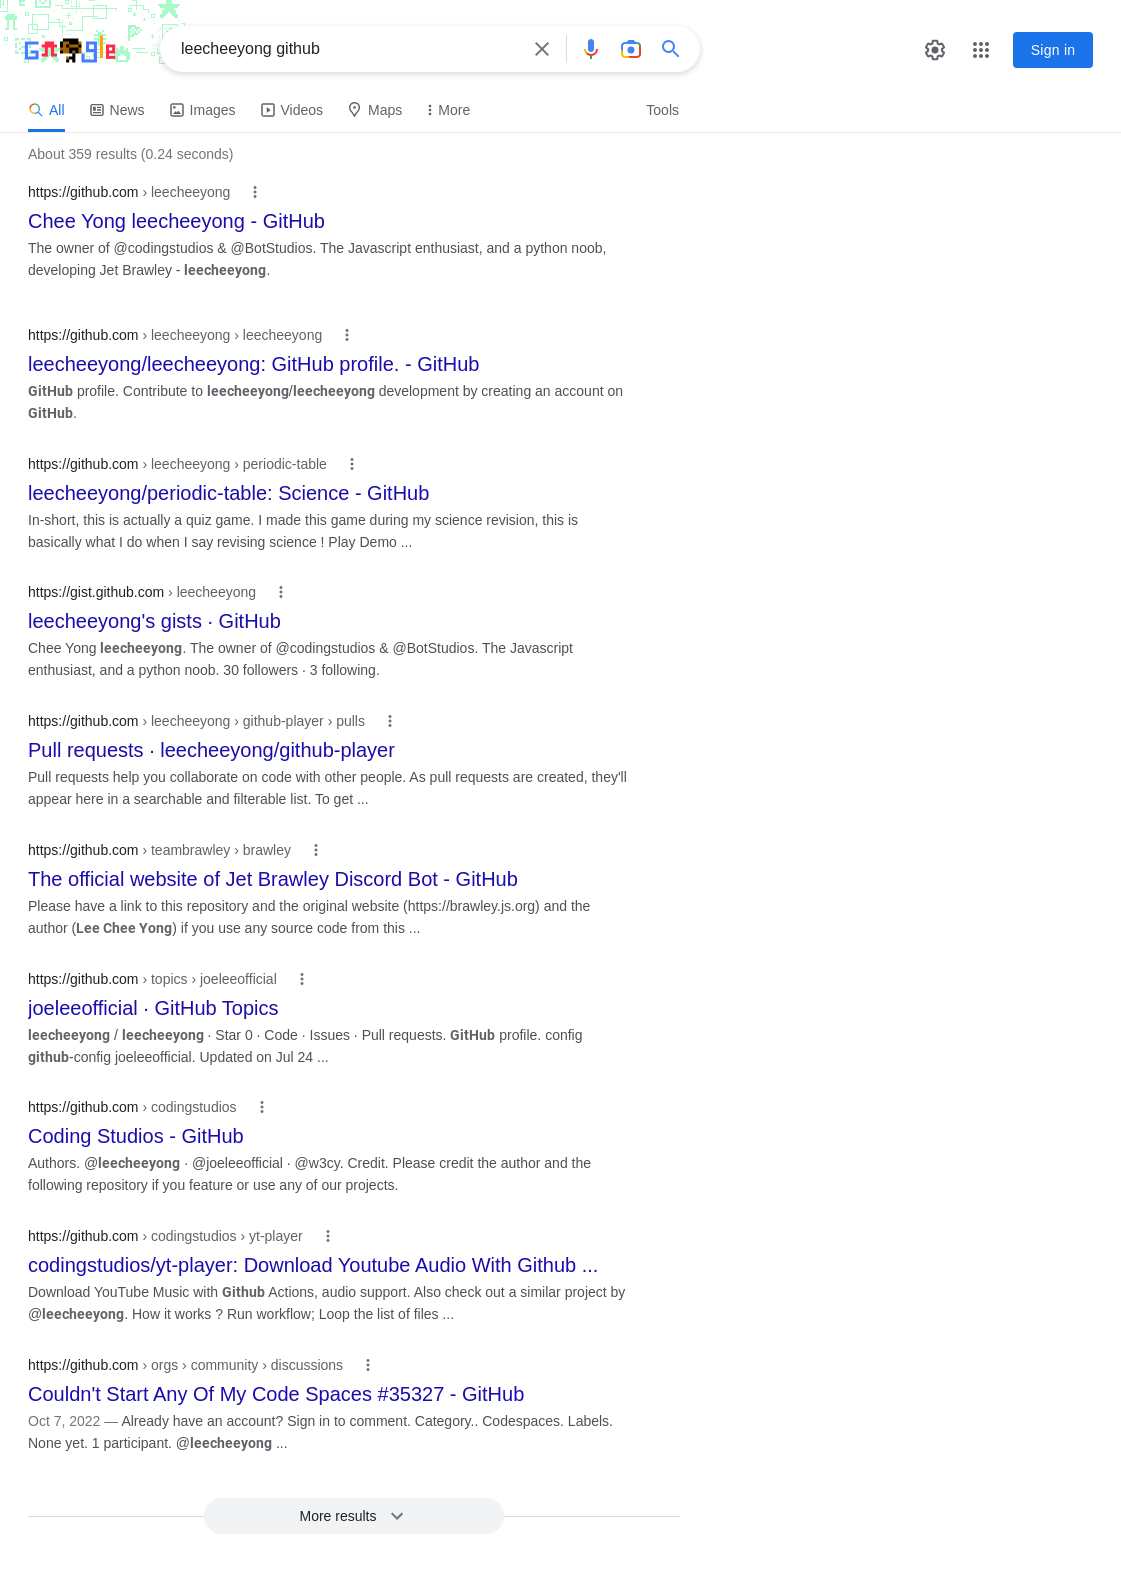 Google
leecheeyong github
Sign in
All
News
Images
Videos
Maps
More
Tools
About 359 results (0.24 seconds)
https://github.com › leecheeyong
Chee Yong leecheeyong - GitHub
The owner of @codingstudios & @BotStudios. The Javascript enthusiast, and a python noob,
developing Jet Brawley - leecheeyong.
https://github.com › leecheeyong › leecheeyong
leecheeyong/leecheeyong: GitHub profile. - GitHub
GitHub profile. Contribute to leecheeyong/leecheeyong development by creating an account on
GitHub.
https://github.com › leecheeyong › periodic-table
leecheeyong/periodic-table: Science - GitHub
In-short, this is actually a quiz game. I made this game during my science revision, this is
basically what I do when I say revising science ! Play Demo ...
https://gist.github.com › leecheeyong
leecheeyong's gists · GitHub
Chee Yong leecheeyong. The owner of @codingstudios & @BotStudios. The Javascript
enthusiast, and a python noob. 30 followers · 3 following.
https://github.com › leecheeyong › github-player › pulls
Pull requests · leecheeyong/github-player
Pull requests help you collaborate on code with other people. As pull requests are created, they'll
appear here in a searchable and filterable list. To get ...
https://github.com › teambrawley › brawley
The official website of Jet Brawley Discord Bot - GitHub
Please have a link to this repository and the original website (https://brawley.js.org) and the
author (Lee Chee Yong) if you use any source code from this ...
https://github.com › topics › joeleeofficial
joeleeofficial · GitHub Topics
leecheeyong / leecheeyong · Star 0 · Code · Issues · Pull requests. GitHub profile. config
github-config joeleeofficial. Updated on Jul 24 ...
https://github.com › codingstudios
Coding Studios - GitHub
Authors. @leecheeyong · @joeleeofficial · @w3cy. Credit. Please credit the author and the
following repository if you feature or use any of our projects.
https://github.com › codingstudios › yt-player
codingstudios/yt-player: Download Youtube Audio With Github ...
Download YouTube Music with Github Actions, audio support. Also check out a similar project by
@leecheeyong. How it works ? Run workflow; Loop the list of files ...
https://github.com › orgs › community › discussions
Couldn't Start Any Of My Code Spaces #35327 - GitHub
Oct 7, 2022 — Already have an account? Sign in to comment. Category.. Codespaces. Labels.
None yet. 1 participant. @leecheeyong ...
More results